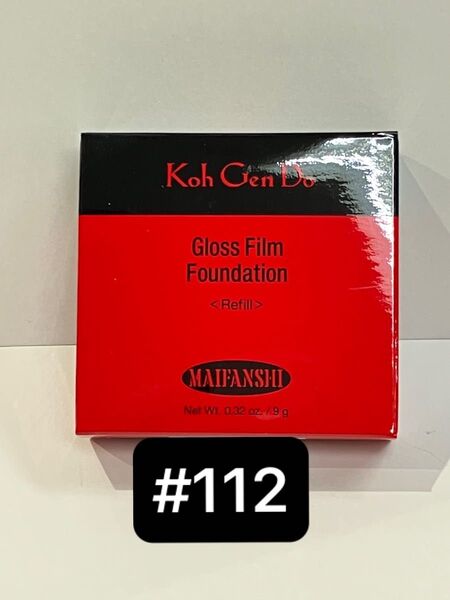 Koh Gen Do
Gloss Film
Foundation
<Refill>
MAIFANSHI
Net Wt. 0.32 oz. / 9 g
#112